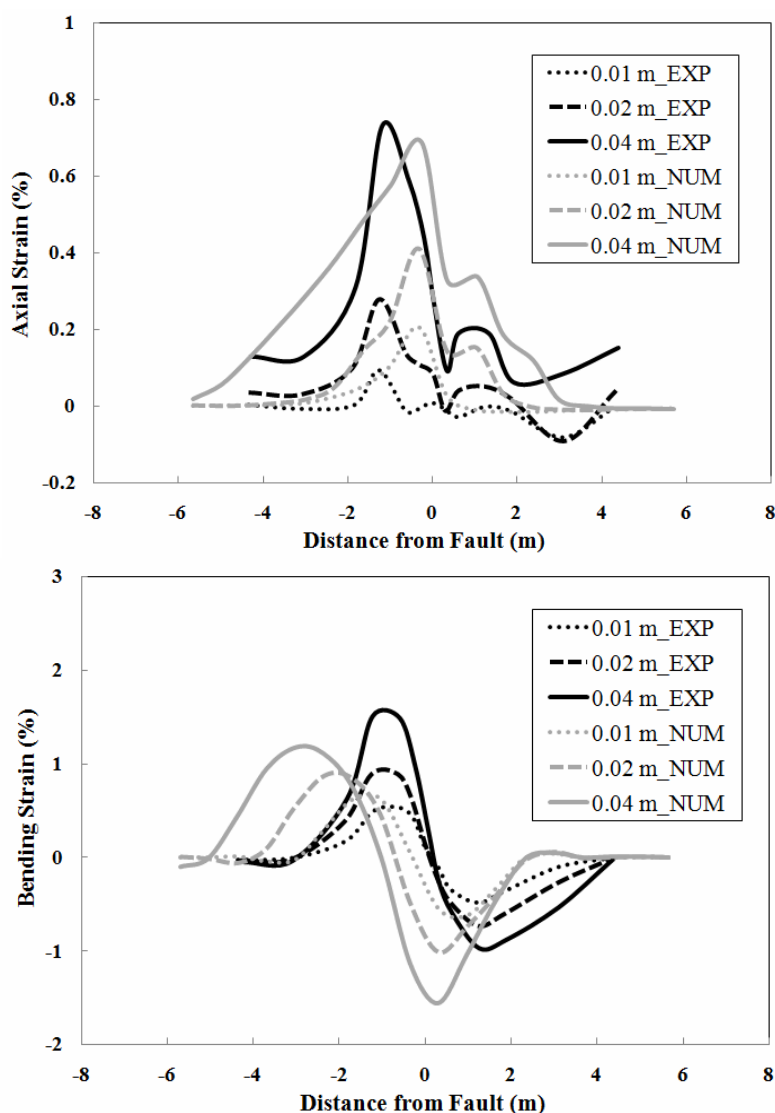 1
0.8
0.6
0.4
0.2
0
-0.2
Axial Strain (%)
0.01 m_EXP
0.02 m_EXP
0.04 m_EXP
0.01 m_NUM
0.02 m_NUM
0.04 m_NUM
-8 -6 -4 -2 0 2 4 6 8
Distance from Fault (m)
3
2
1
0
-1
-2
Bending Strain (%)
0.01 m_EXP
0.02 m_EXP
0.04 m_EXP
0.01 m_NUM
0.02 m_NUM
0.04 m_NUM
-8 -6 -4 -2 0 2 4 6 8
Distance from Fault (m)